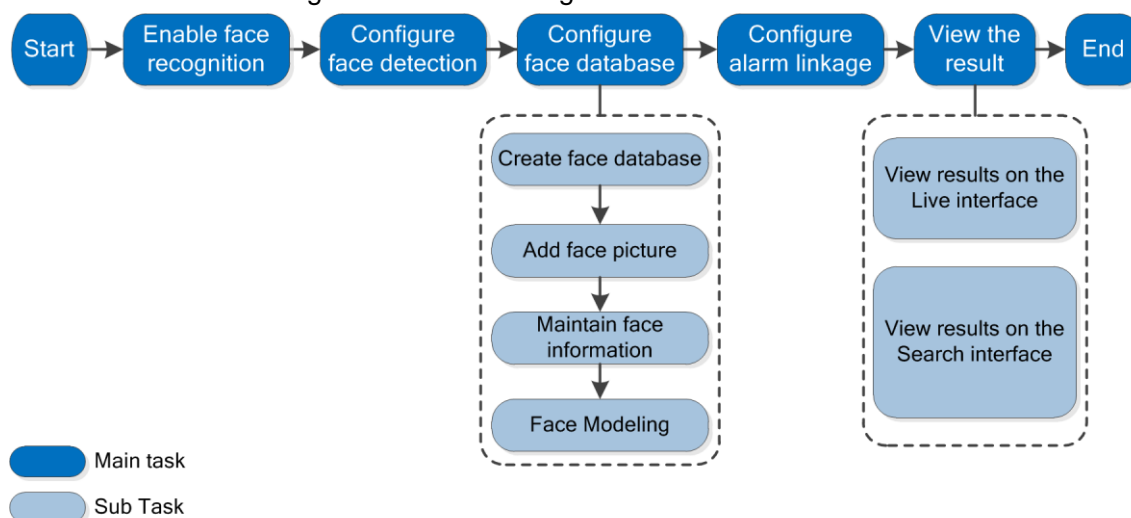 Start
Enable face
recognition
Configure
face detection
Configure
face database
Configure
alarm linkage
View the
result
End
Create face database
Add face picture
Maintain face
information
Face Modeling
View results on the
Live interface
View results on the
Search interface
Main task
Sub Task